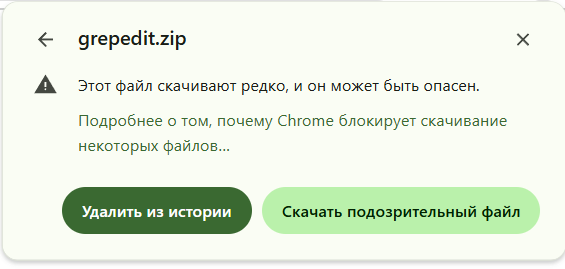 grepedit.zip
Этот файл скачивают редко, и он может быть опасен.
Подробнее о том, почему Chrome блокирует скачивание
некоторых файлов...
Удалить из истории
Скачать подозрительный файл